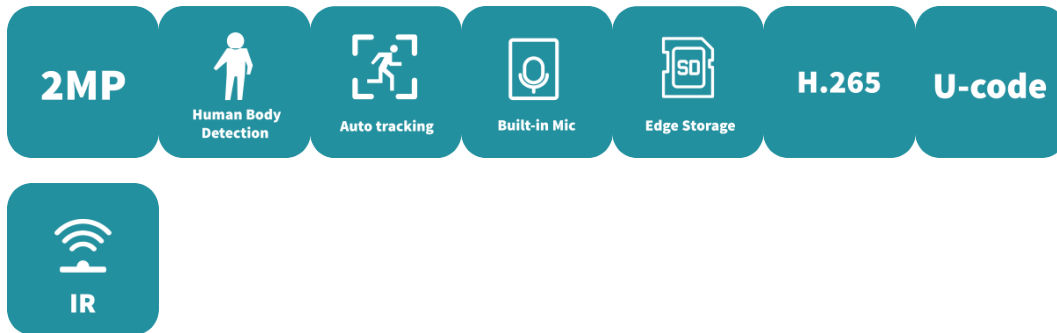 2MP
Human Body
Detection
Auto tracking
Built-in Mic
SD
Edge Storage
H.265
U-code
IR